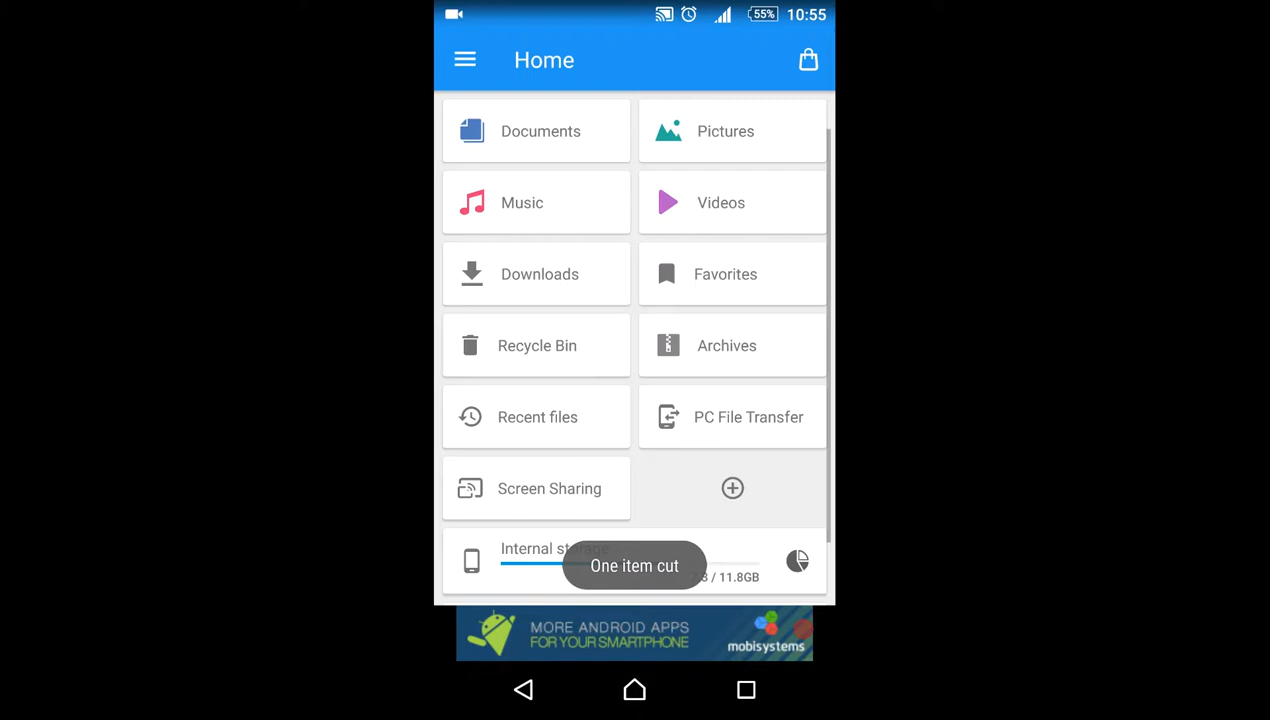 55% 10:55
Home
Documents
Pictures
Music
Videos
Downloads
Favorites
Recycle Bin
Archives
Recent files
PC File Transfer
Screen Sharing
Internal storage
One item cut
/ 11.8GB
MORE ANDROID APPS
FOR YOUR SMARTPHONE
mobisystems